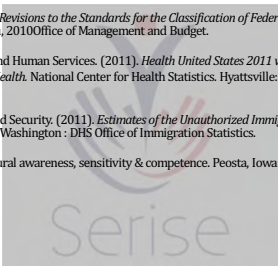 Revisions to the Standards for the Classification of Feder
, 2010Office of Management and Budget.
nd Human Services. (2011). Health United States 2011 w
ealth. National Center for Health Statistics. Hyattsville:
d Security. (2011). Estimates of the Unauthorized Immig
Washington : DHS Office of Immigration Statistics.
ural awareness, sensitivity & competence. Peosta, Iowa
Serise